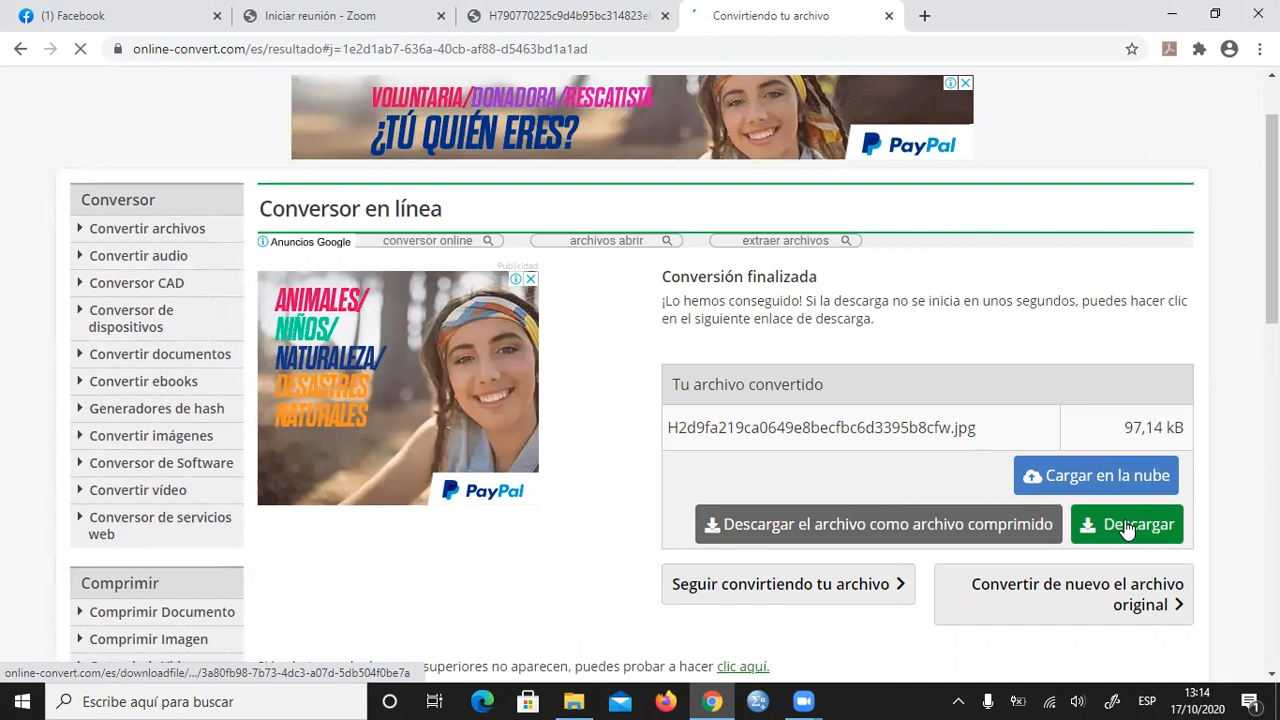 (1) Facebook
Iniciar reunión - Zoom
H790770225c9d4b95bc314823e
Convirtiendo tu archivo
online-convert.com/es/resultado#j=1e2d1ab7-636a-40cb-af88-d5463bd1a1ad
VOLUNTARIA/DONADORA/RESCATISTA
¿TÚ QUIÉN ERES?
PayPal
Conversor
Convertir archivos
Convertir audio
Conversor CAD
Conversor de
dispositivos
Convertir documentos
Convertir ebooks
Generadores de hash
Convertir imágenes
Conversor de Software
Convertir vídeo
Conversor de servicios
web
Comprimir
Comprimir Documento
Comprimir Imagen
Conversor en línea
Anuncios Google
conversor online
archivos abrir
extraer archivos
Publicidad
ANIMALES/
NIÑOS/
NATURALEZA/
DESASTRES
NATURALES
PayPal
Conversión finalizada
¡Lo hemos conseguido! Si la descarga no se inicia en unos segundos, puedes hacer clic
en el siguiente enlace de descarga.
Tu archivo convertido
H2d9fa219ca0649e8becfbc6d3395b8cfw.jpg 97,14 kB
Cargar en la nube
Descargar el archivo como archivo comprimido
Descargar
Seguir convirtiendo tu archivo
Convertir de nuevo el archivo
original
superiores no aparecen, puedes probar a hacer clic aquí.
online-convert.com/es/downloadfile/.../3a80fb98-7b73-4dc3-a07d-5db504f0be7a
Escribe aquí para buscar
ESP
13:14
17/10/2020
1